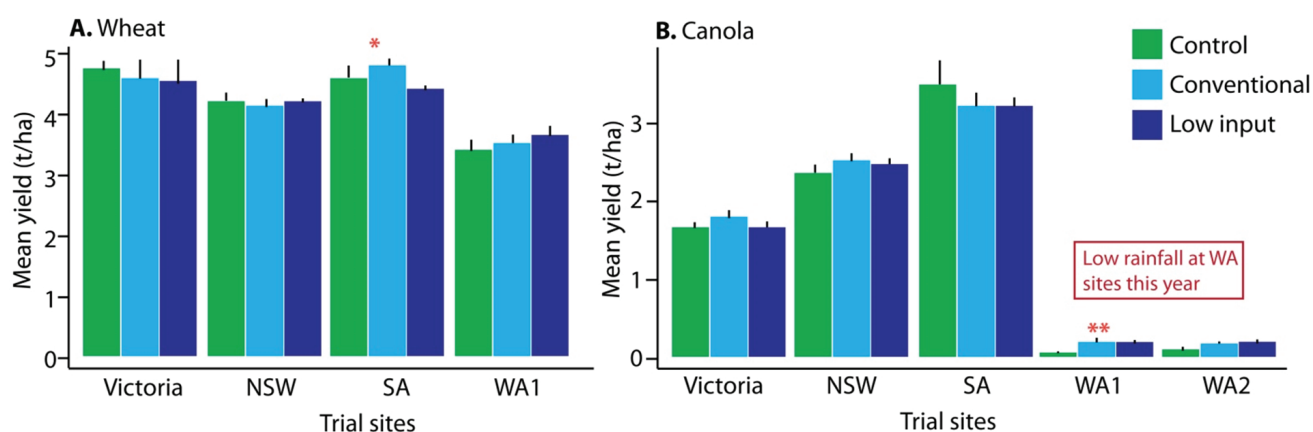 A. Wheat
*
5
4
3
2
1
0
Mean yield (t/ha)
Victoria NSW SA WA1
Trial sites
B. Canola
3
2
1
0
Mean yield (t/ha)
Low rainfall at WA
sites this year
**
Victoria NSW SA WA1 WA2
Trial sites
Control
Conventional
Low input